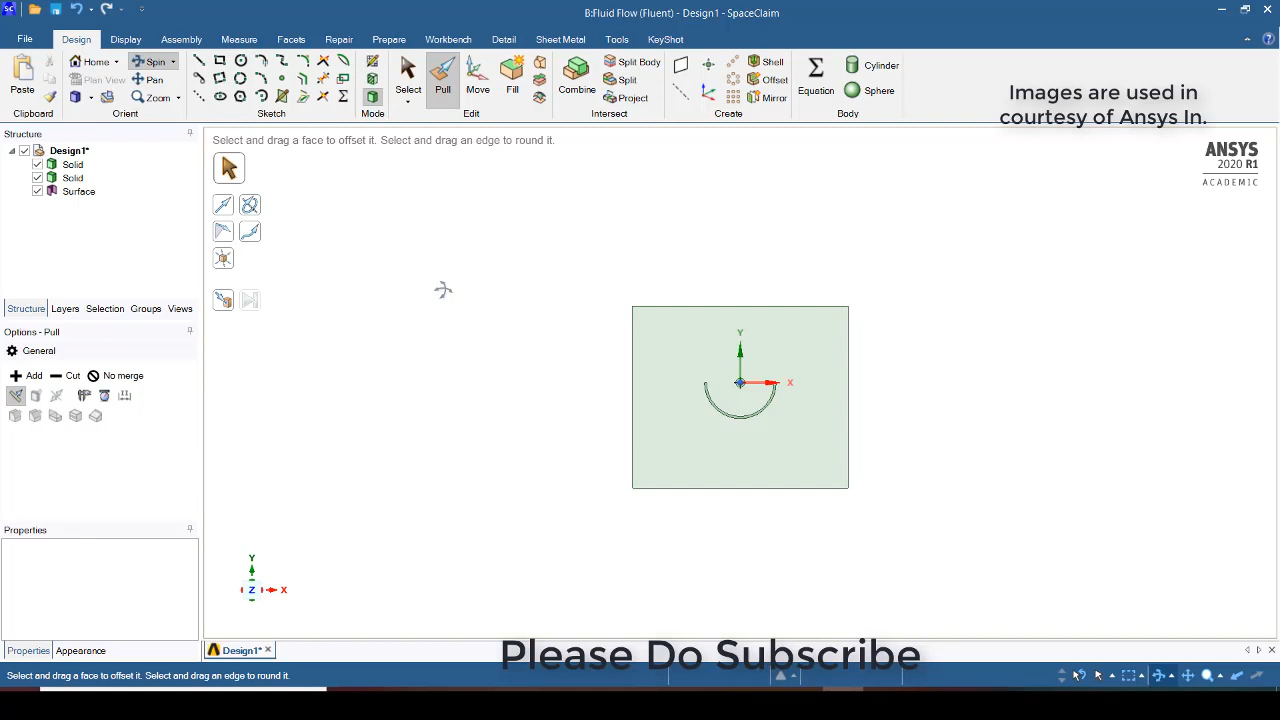 B:Fluid Flow (Fluent) - Design1 - SpaceClaim
File Design Display Assembly Measure Facets Repair Prepare Workbench Detail Sheet Metal Tools KeyShot
Paste
Clipboard
Home
Spin
Plan View
Pan
Zoom
Orient
Sketch
Mode
Select
Pull
Move
Fill
Edit
Combine
Split Body
Split
Project
Intersect
Shell
Offset
Mirror
Create
Equation
Cylinder
Sphere
Body
Images are used in
courtesy of Ansys In.
ANSYS
2020 R1
ACADEMIC
Structure
Design1*
Solid
Solid
Surface
Structure Layers Selection Groups Views
Options - Pull
General
Add Cut No merge
Properties
Properties Appearance
Select and drag a face to offset it. Select and drag an edge to round it.
Y
X
Y
Z
X
Design1*
Please Do Subscribe
Select and drag a face to offset it. Select and drag an edge to round it.